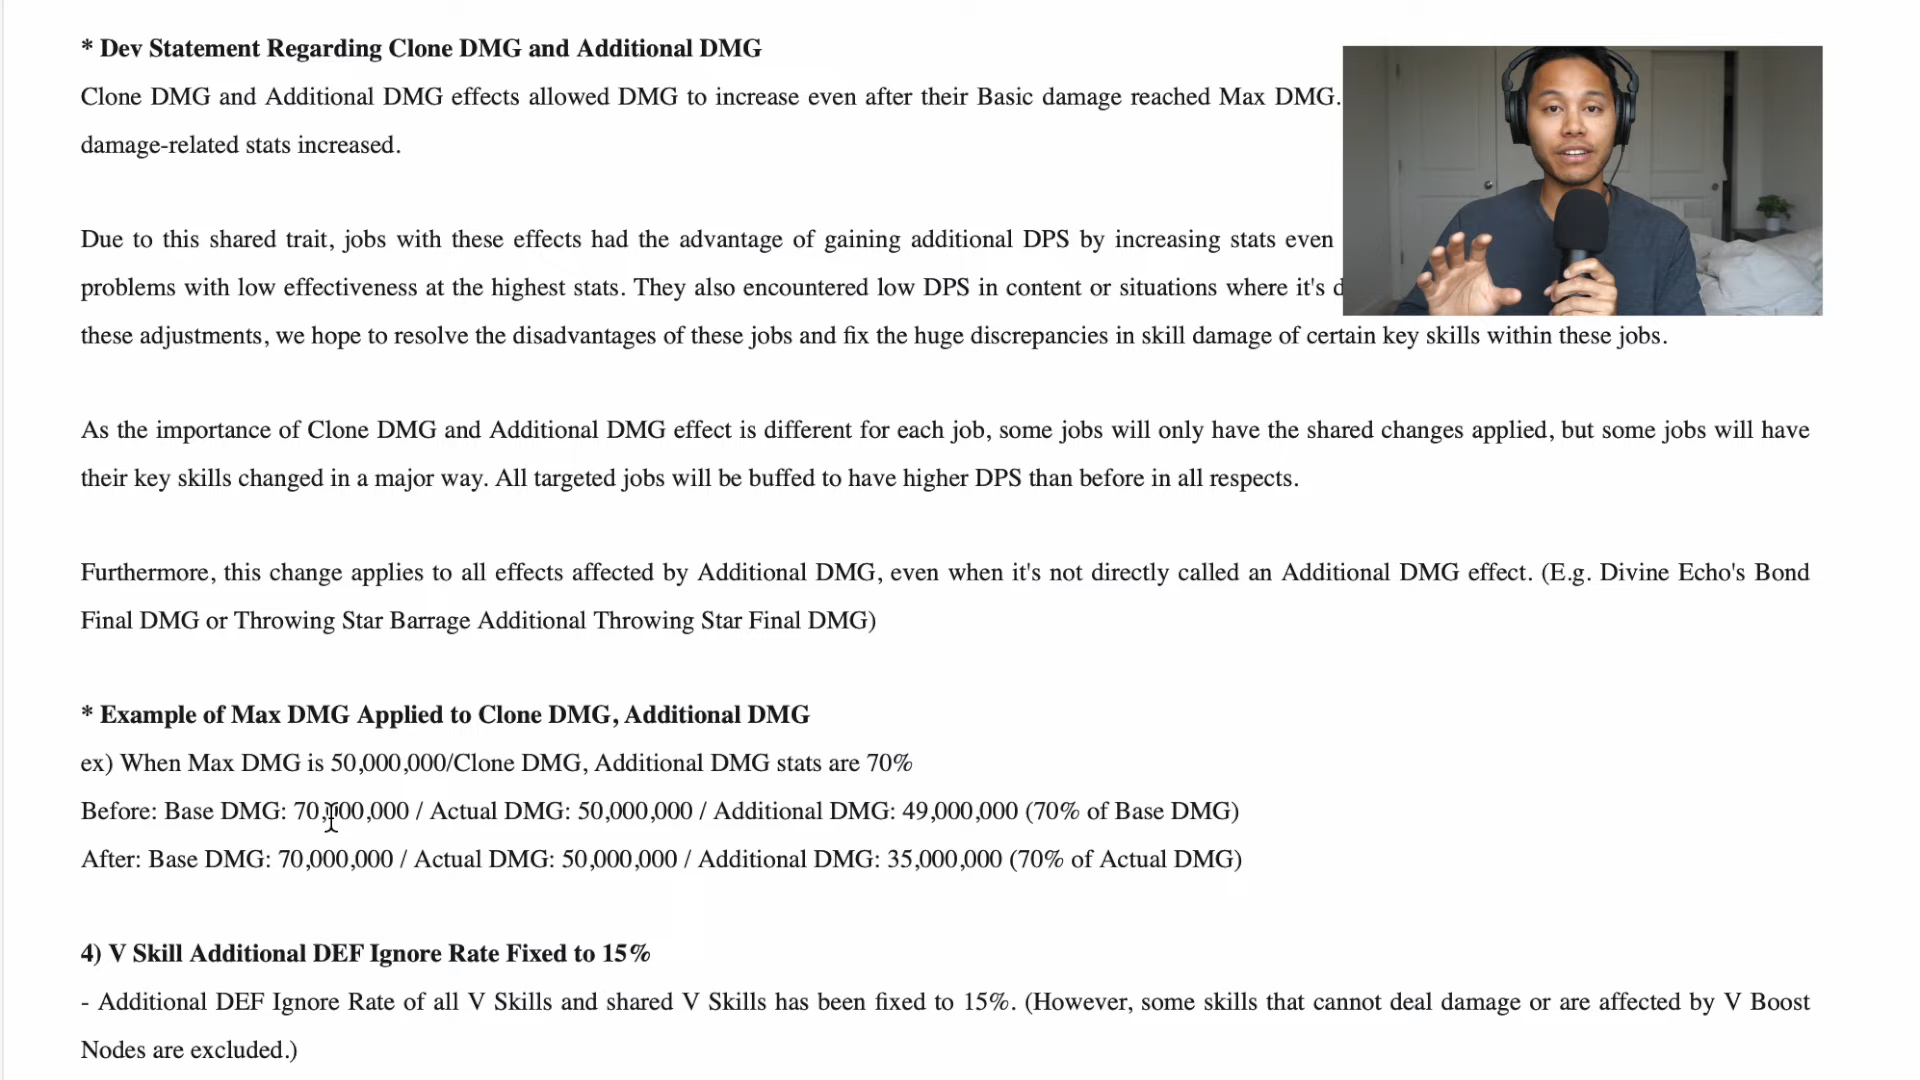 * Dev Statement Regarding Clone DMG and Additional DMG
Clone DMG and Additional DMG effects allowed DMG to increase even after their Basic damage reached Max DMG.
damage-related stats increased.
Due to this shared trait, jobs with these effects had the advantage of gaining additional DPS by increasing stats even
problems with low effectiveness at the highest stats. They also encountered low DPS in content or situations where it's
these adjustments, we hope to resolve the disadvantages of these jobs and fix the huge discrepancies in skill damage of certain key skills within these jobs.
As the importance of Clone DMG and Additional DMG effect is different for each job, some jobs will only have the shared changes applied, but some jobs will have
their key skills changed in a major way. All targeted jobs will be buffed to have higher DPS than before in all respects.
Furthermore, this change applies to all effects affected by Additional DMG, even when it's not directly called an Additional DMG effect. (E.g. Divine Echo's Bond
Final DMG or Throwing Star Barrage Additional Throwing Star Final DMG)
* Example of Max DMG Applied to Clone DMG, Additional DMG
ex) When Max DMG is 50,000,000/Clone DMG, Additional DMG stats are 70%
Before: Base DMG: 70,000,000 / Actual DMG: 50,000,000 / Additional DMG: 49,000,000 (70% of Base DMG)
After: Base DMG: 70,000,000 / Actual DMG: 50,000,000 / Additional DMG: 35,000,000 (70% of Actual DMG)
4) V Skill Additional DEF Ignore Rate Fixed to 15%
- Additional DEF Ignore Rate of all V Skills and shared V Skills has been fixed to 15%. (However, some skills that cannot deal damage or are affected by V Boost
Nodes are excluded.)